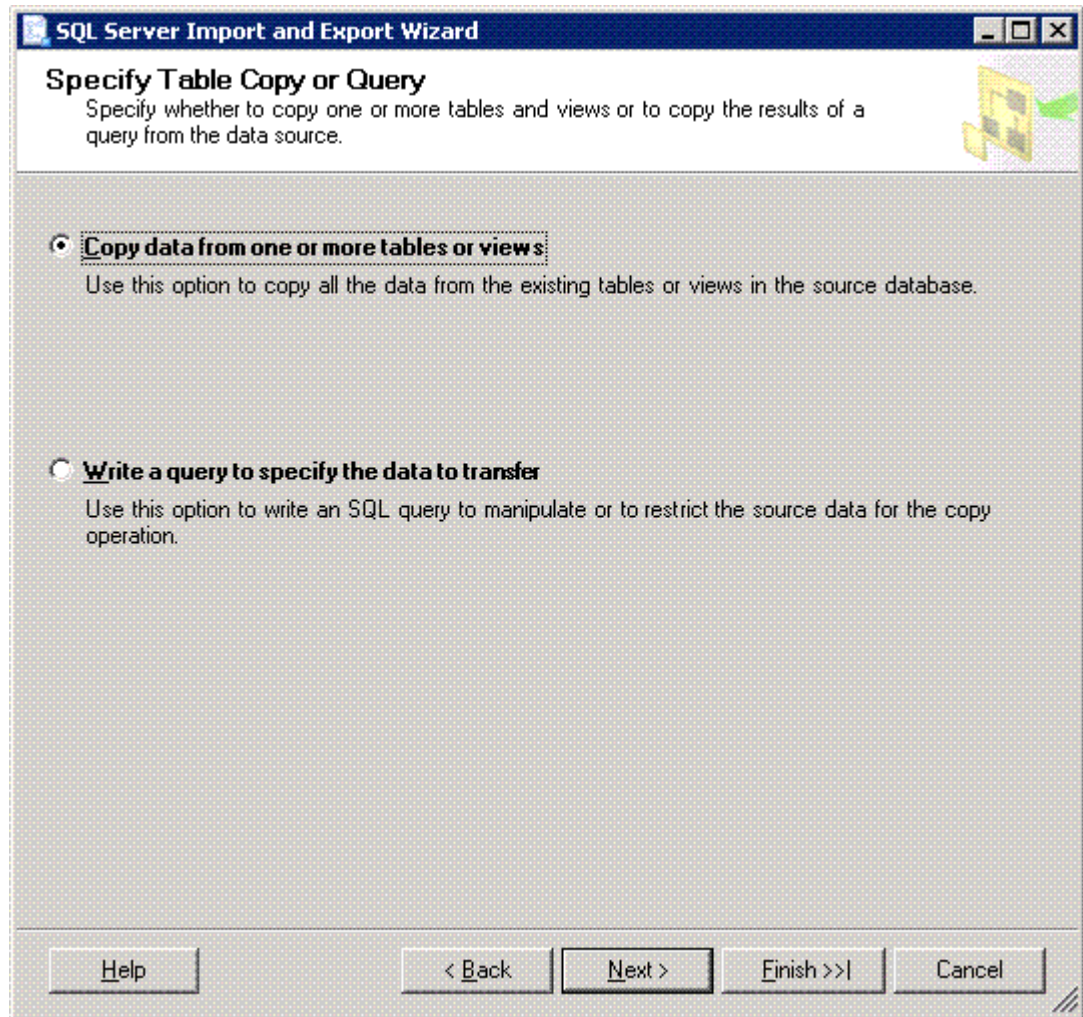 SQL Server Import and Export Wizard
Specify Table Copy or Query
Specify whether to copy one or more tables and views or to copy the results of a
query from the data source.
Copy data from one or more tables or views
Use this option to copy all the data from the existing tables or views in the source database.
Write a query to specify the data to transfer
Use this option to write an SQL query to manipulate or to restrict the source data for the copy
operation.
Help < Back Next > Finish >>| Cancel